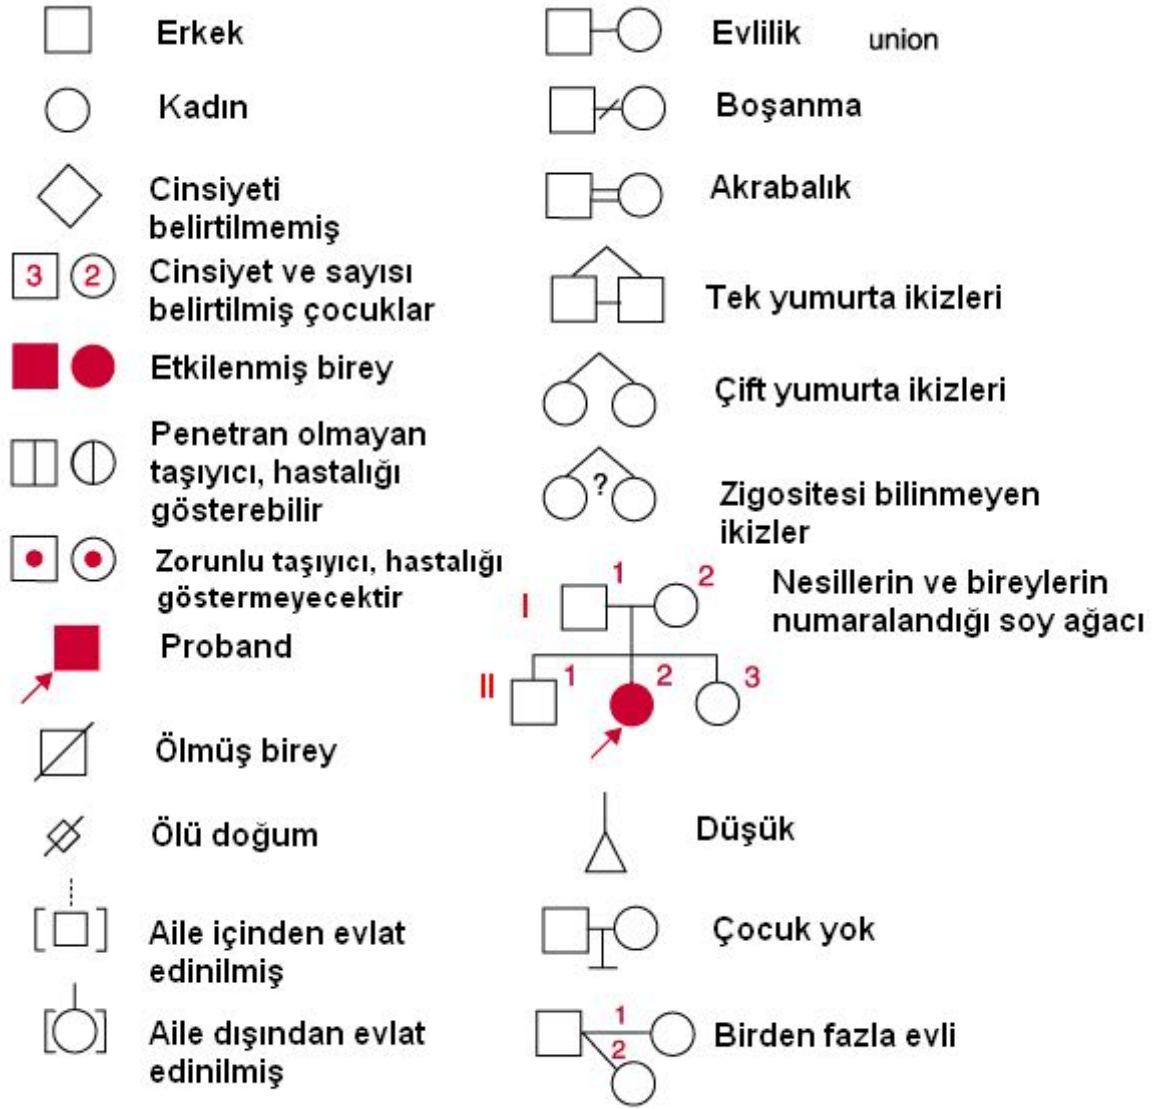 Erkek
Kadın
Cinsiyeti
belirtilmemiş
3 2
Cinsiyet ve sayısı
belirtilmiş çocuklar
Etkilenmiş birey
Penetran olmayan
taşıyıcı, hastalığı
gösterebilir
Zorunlu taşıyıcı, hastalığı
göstermeyecektir
Proband
Ölmüş birey
Ölü doğum
Aile içinden evlat
edinilmiş
Aile dışından evlat
edinilmiş
Evlilik union
Boşanma
Akrabalık
Tek yumurta ikizleri
Çift yumurta ikizleri
?
Zigositesi bilinmeyen
ikizler
1 2
I
1 2 3
II
Nesillerin ve bireylerin
numaralandığı soy ağacı
Düşük
Çocuk yok
1
2
Birden fazla evli